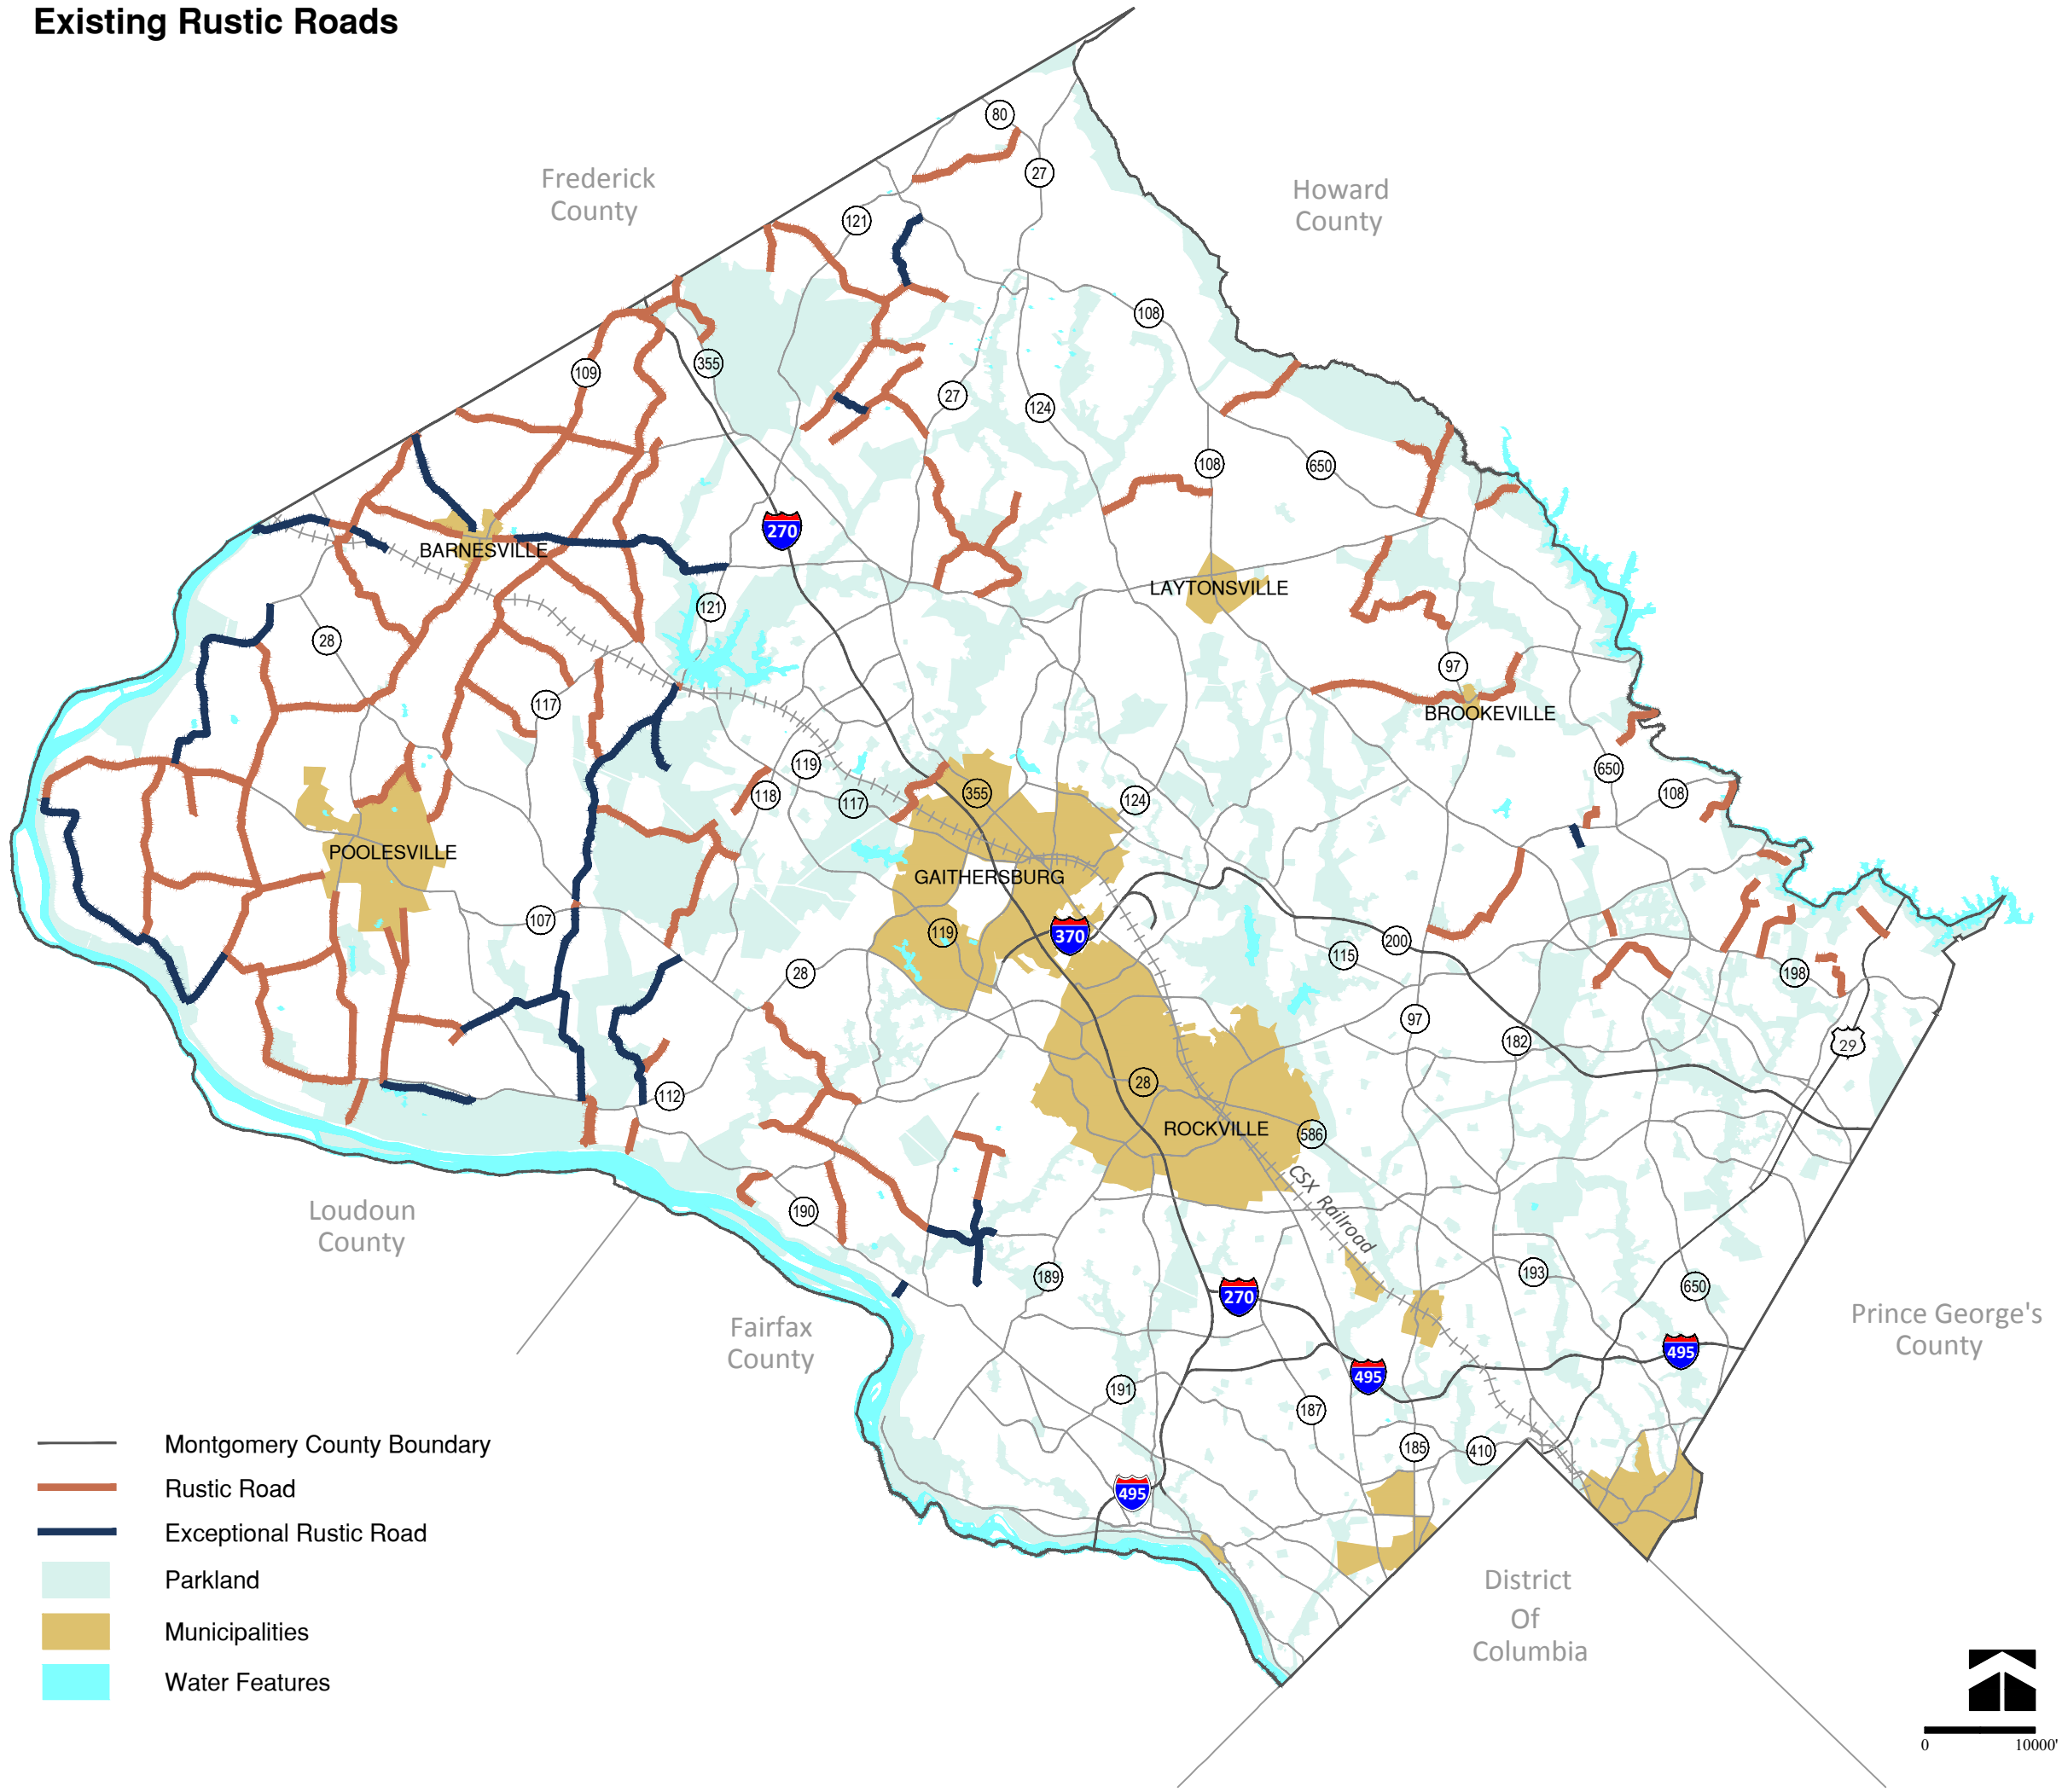 Existing Rustic Roads
80
27
Frederick
County
Howard
County
121
108
109
355
27
124
108
650
270
BARNESVILLE
LAYTONSVILLE
121
28
97
117
BROOKEVILLE
119
650
118
355
108
117
124
POOLESVILLE
GAITHERSBURG
107
119
370
200
115
28
198
97
182
29
28
112
ROCKVILLE
586
CSX Railroad
Loudoun
County
190
189
193
270
650
Fairfax
County
Prince George's
County
495
495
191
187
Montgomery County Boundary
185
410
Rustic Road
495
Exceptional Rustic Road
Parkland
District
Of
Columbia
Municipalities
Water Features
0 10000'